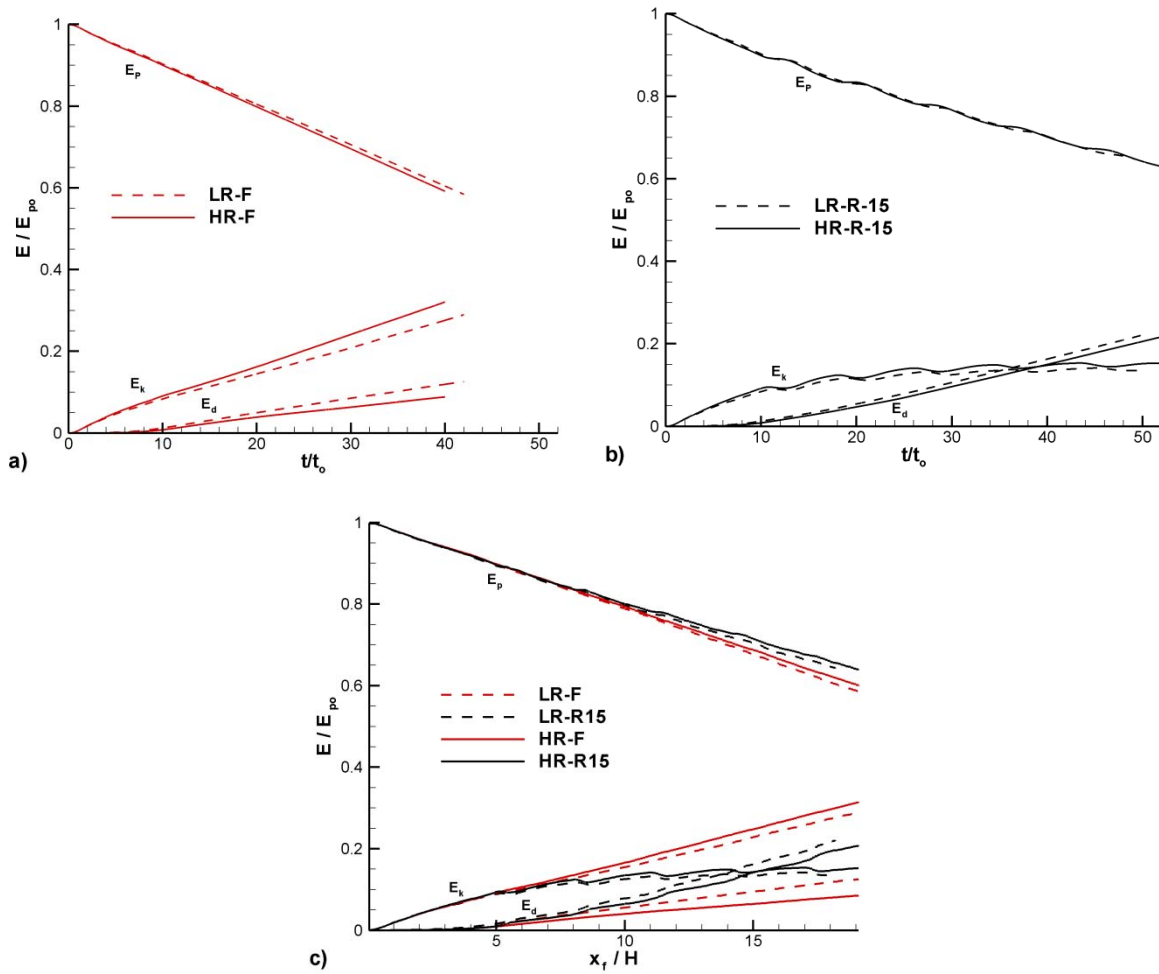 1
0.8
0.6
0.4
0.2
0
E / E_po
E_P
LR-F
HR-F
E_k
E_d
0 10 20 30 40 50
t/t_o
a)
1
0.8
0.6
0.4
0.2
0
E / E_po
E_P
LR-R-15
HR-R-15
E_k
E_d
0 10 20 30 40 50
t/t_o
b)
1
0.8
0.6
0.4
0.2
0
E / E_po
E_p
LR-F
LR-R15
HR-F
HR-R15
E_k
E_d
5 10 15
x_f / H
c)